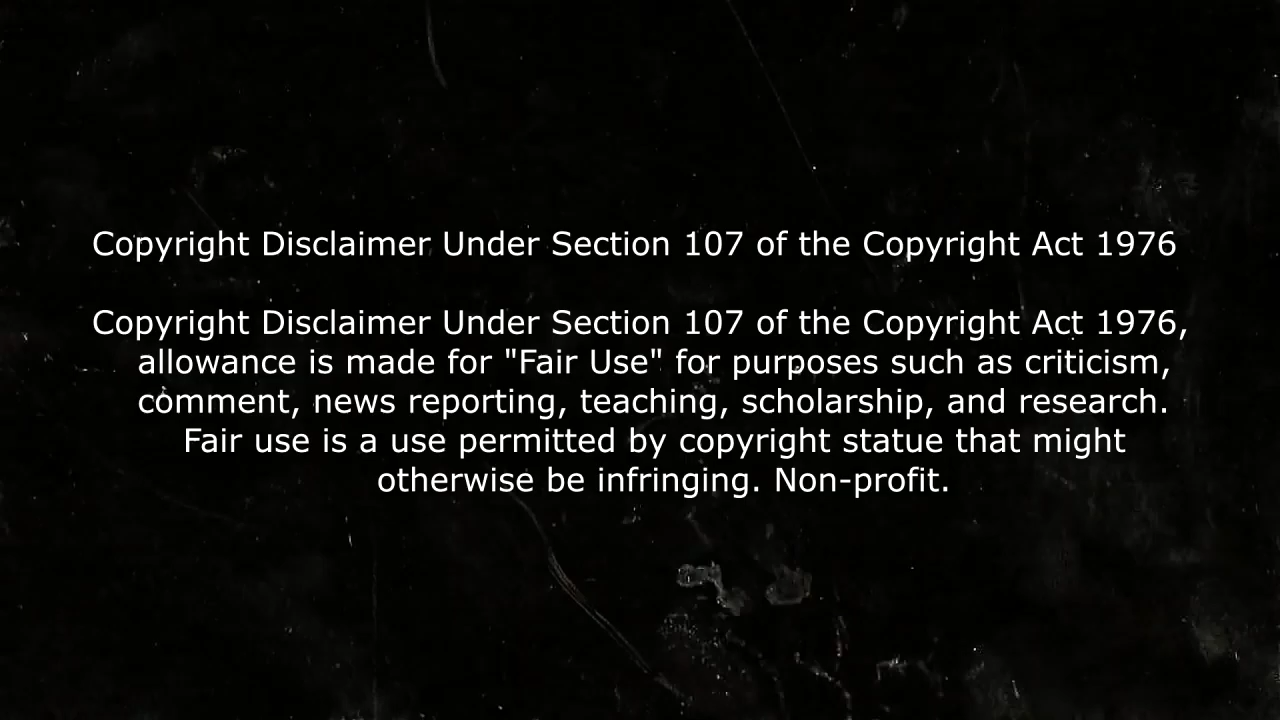 Copyright Disclaimer Under Section 107 of the Copyright Act 1976
Copyright Disclaimer Under Section 107 of the Copyright Act 1976,
allowance is made for "Fair Use" for purposes such as criticism,
comment, news reporting, teaching, scholarship, and research.
Fair use is a use permitted by copyright statue that might
otherwise be infringing. Non-profit.